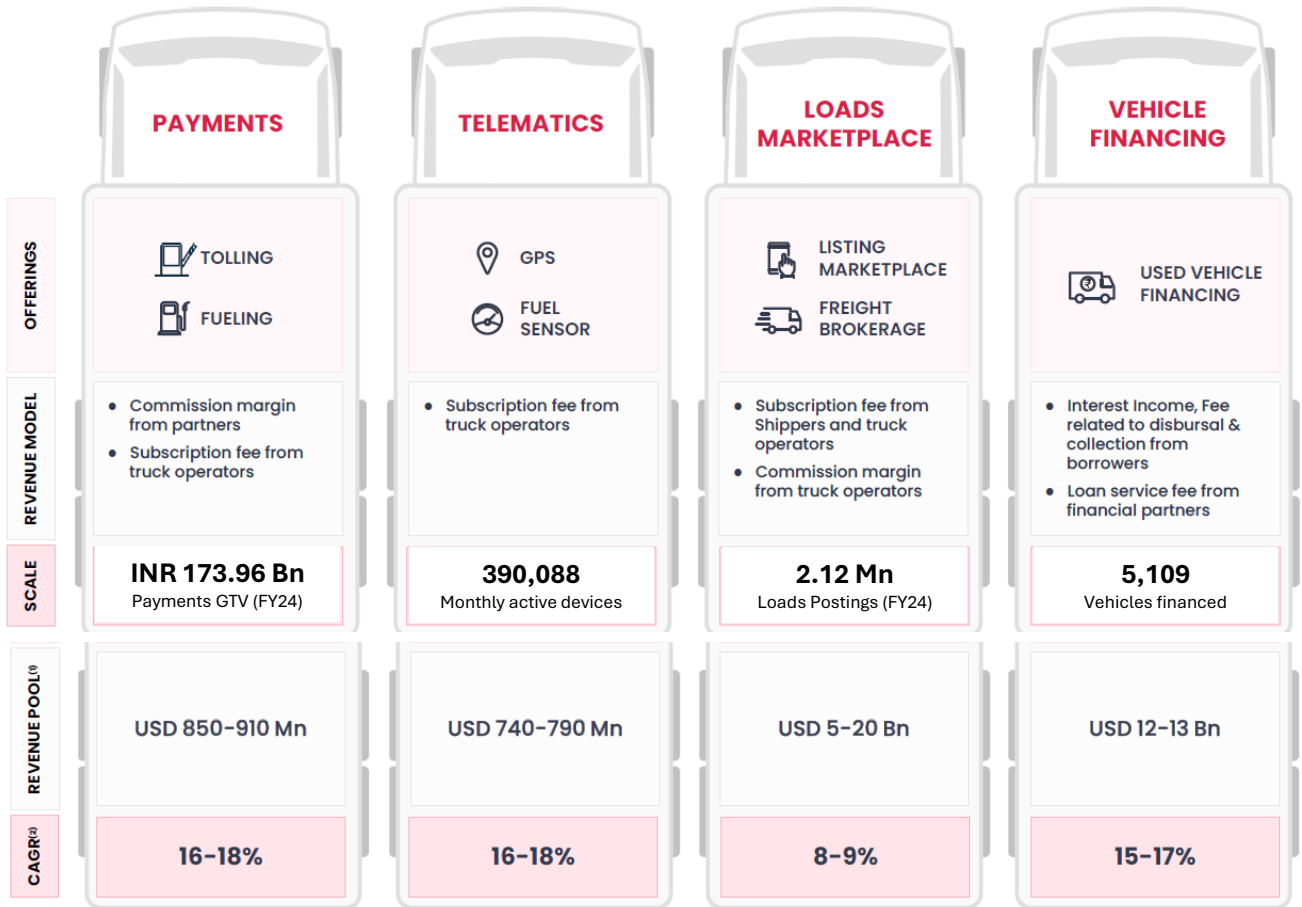 PAYMENTS
TELEMATICS
LOADS
MARKETPLACE
VEHICLE
FINANCING
OFFERINGS
TOLLING
FUELING
GPS
FUEL
SENSOR
LISTING
MARKETPLACE
FREIGHT
BROKERAGE
₹
USED VEHICLE
FINANCING
REVENUE MODEL
● Commission margin
from partners
● Subscription fee from
truck operators
● Subscription fee from
truck operators
● Subscription fee from
Shippers and truck
operators
● Commission margin
from truck operators
● Interest Income, Fee
related to disbursal &
collection from
borrowers
● Loan service fee from
financial partners
SCALE
INR 173.96 Bn
Payments GTV (FY24)
390,088
Monthly active devices
2.12 Mn
Loads Postings (FY24)
5,109
Vehicles financed
REVENUE POOL(1)
USD 850-910 Mn
USD 740-790 Mn
USD 5-20 Bn
USD 12-13 Bn
CAGR(2)
16-18%
16-18%
8-9%
15-17%